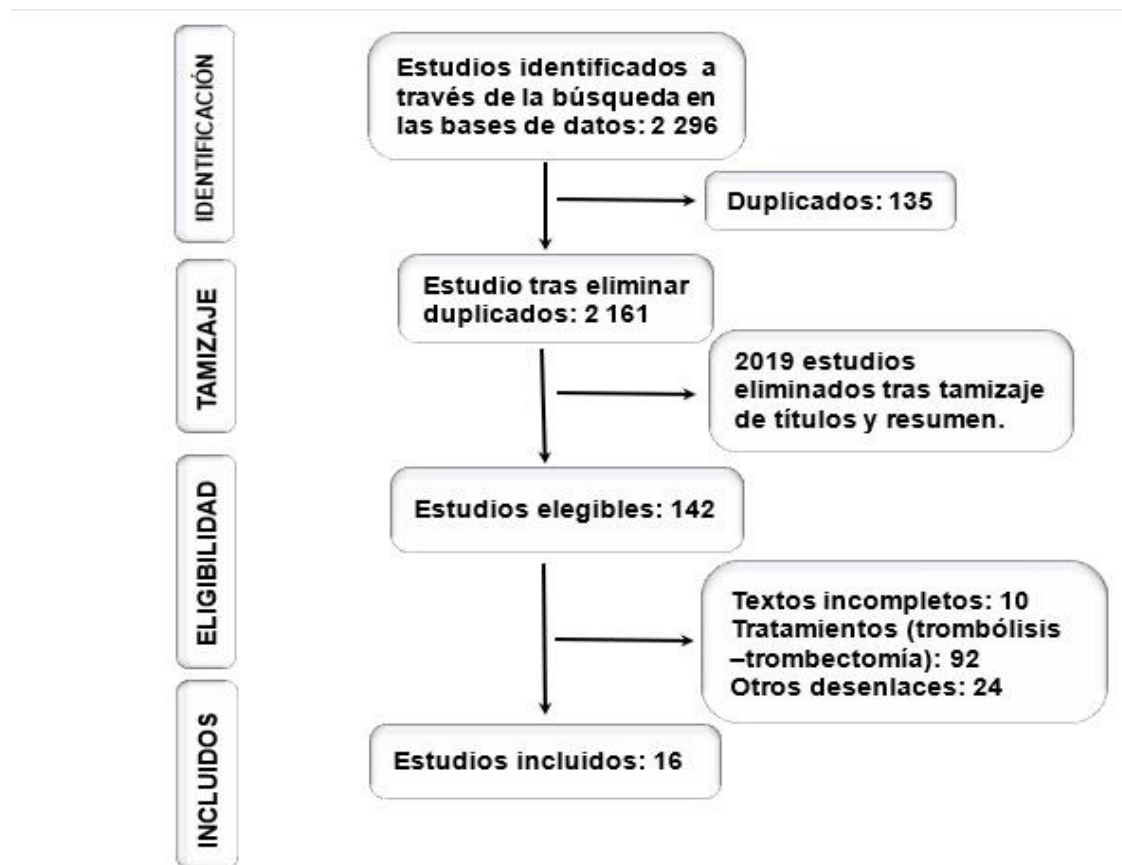 IDENTIFICACIÓN
Estudios identificados a
través de la búsqueda en
las bases de datos: 2 296
Duplicados: 135
TAMIZAJE
Estudio tras eliminar
duplicados: 2 161
2019 estudios
eliminados tras tamizaje
de títulos y resumen.
ELIGIBILIDAD
Estudios elegibles: 142
Textos incompletos: 10
Tratamientos (trombólisis
–trombectomía): 92
Otros desenlaces: 24
INCLUIDOS
Estudios incluidos: 16